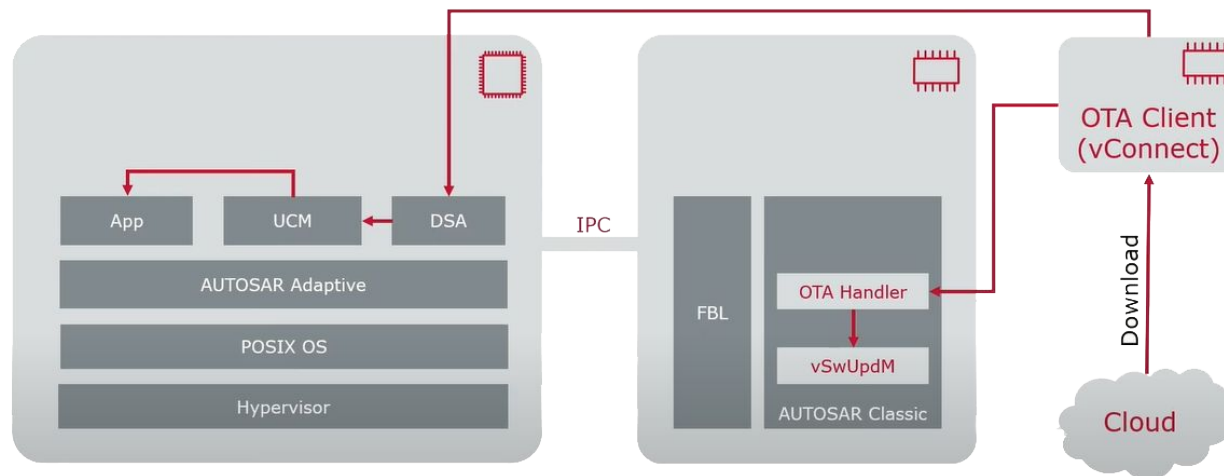 OTA Client
(vConnect)
App
UCM
DSA
IPC
AUTOSAR Adaptive
POSIX OS
Hypervisor
FBL
OTA Handler
vSwUpdM
AUTOSAR Classic
Download
Cloud